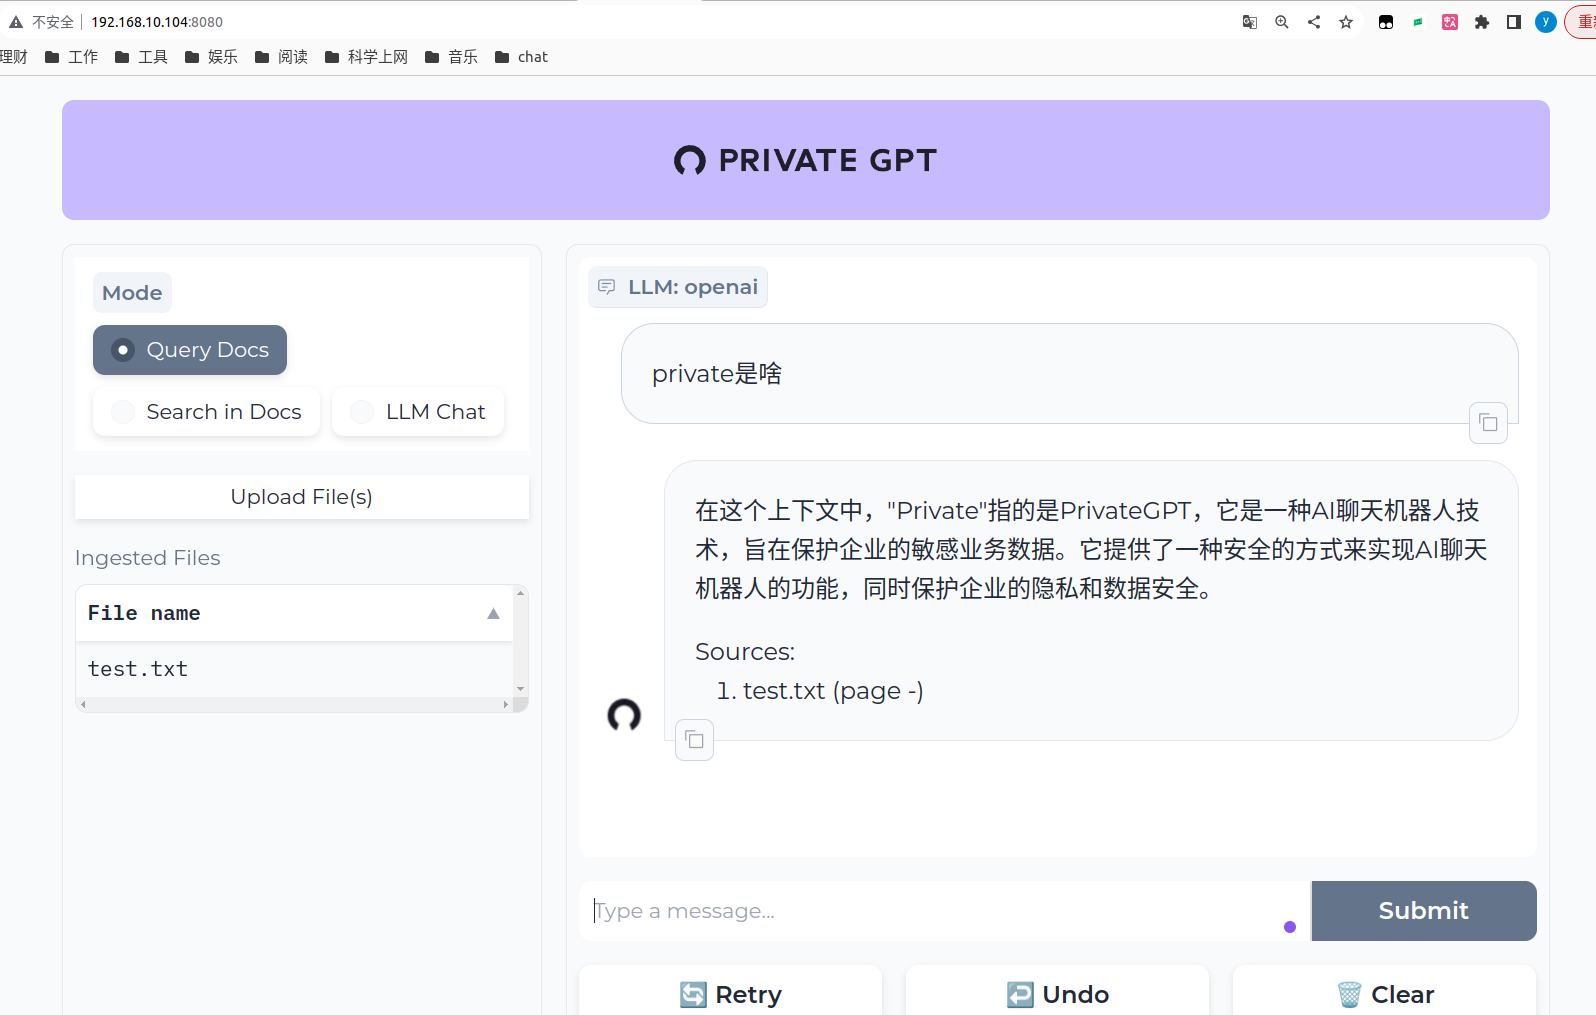 不安全 192.168.10.104:8080
重
理财 工作 工具 娱乐 阅读 科学上网 音乐 chat
PRIVATE GPT
Mode
Query Docs
Search in Docs LLM Chat
Upload File(s)
Ingested Files
File name
test.txt
LLM: openai
private是啥
在这个上下文中，"Private"指的是PrivateGPT，它是一种AI聊天机器人技
术，旨在保护企业的敏感业务数据。它提供了一种安全的方式来实现AI聊天
机器人的功能，同时保护企业的隐私和数据安全。
Sources:
1. test.txt (page -)
Type a message...
Submit
Retry Undo Clear